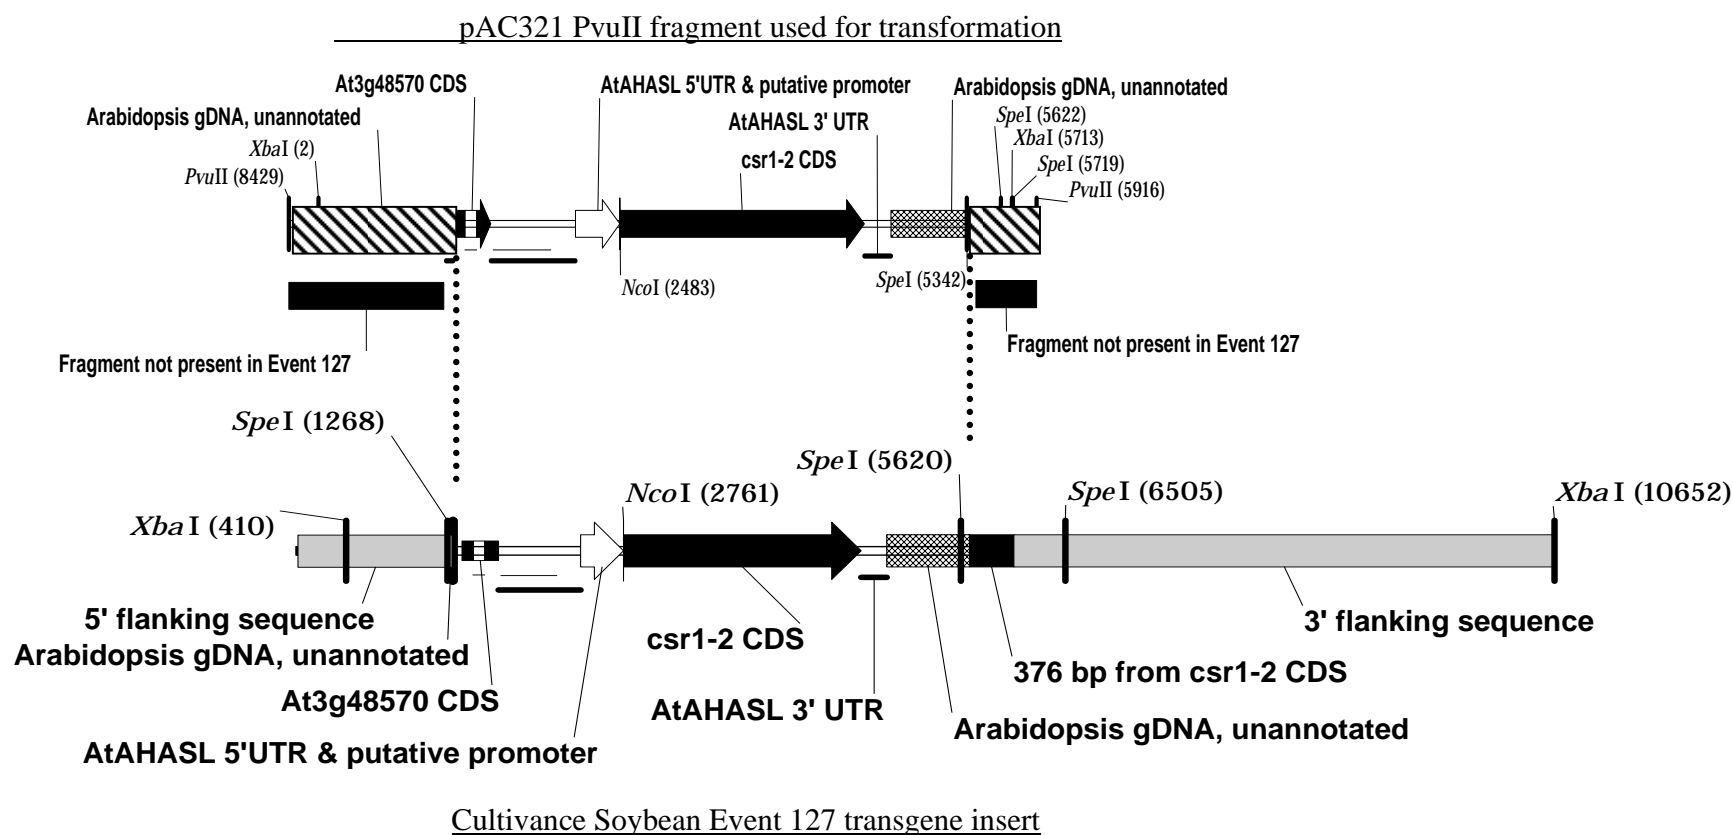 pAC321 PvuII fragment used for transformation
At3g48570 CDS
AtAHASL 5'UTR & putative promoter
Arabidopsis gDNA, unannotated
Arabidopsis gDNA, unannotated
SpeI (5622)
AtAHASL 3' UTR
XbaI (2)
XbaI (5713)
csr1-2 CDS
SpeI (5719)
PvuII (8429)
PvuII (5916)
NcoI (2483)
SpeI (5342)
Fragment not present in Event 127
Fragment not present in Event 127
SpeI (1268)
SpeI (5620)
NcoI (2761)
SpeI (6505)
XbaI (10652)
XbaI (410)
5' flanking sequence
3' flanking sequence
csr1-2 CDS
Arabidopsis gDNA, unannotated
376 bp from csr1-2 CDS
At3g48570 CDS
AtAHASL 3' UTR
Arabidopsis gDNA, unannotated
AtAHASL 5'UTR & putative promoter
Cultivance Soybean Event 127 transgene insert